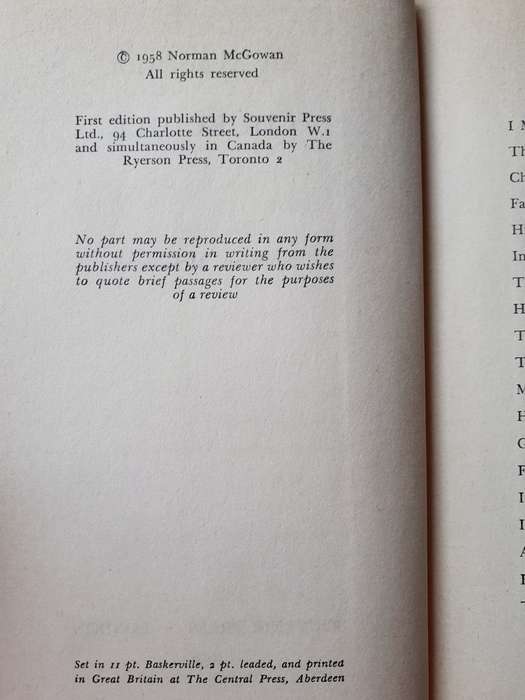 © 1958 Norman McGowan
All rights reserved
First edition published by Souvenir Press
Ltd., 94 Charlotte Street, London W.1
and simultaneously in Canada by The
Ryerson Press, Toronto 2
No part may be reproduced in any form
without permission in writing from the
publishers except by a reviewer who wishes
to quote brief passages for the purposes
of a review
Set in 11 pt. Baskerville, 2 pt. leaded, and printed
in Great Britain at The Central Press, Aberdeen